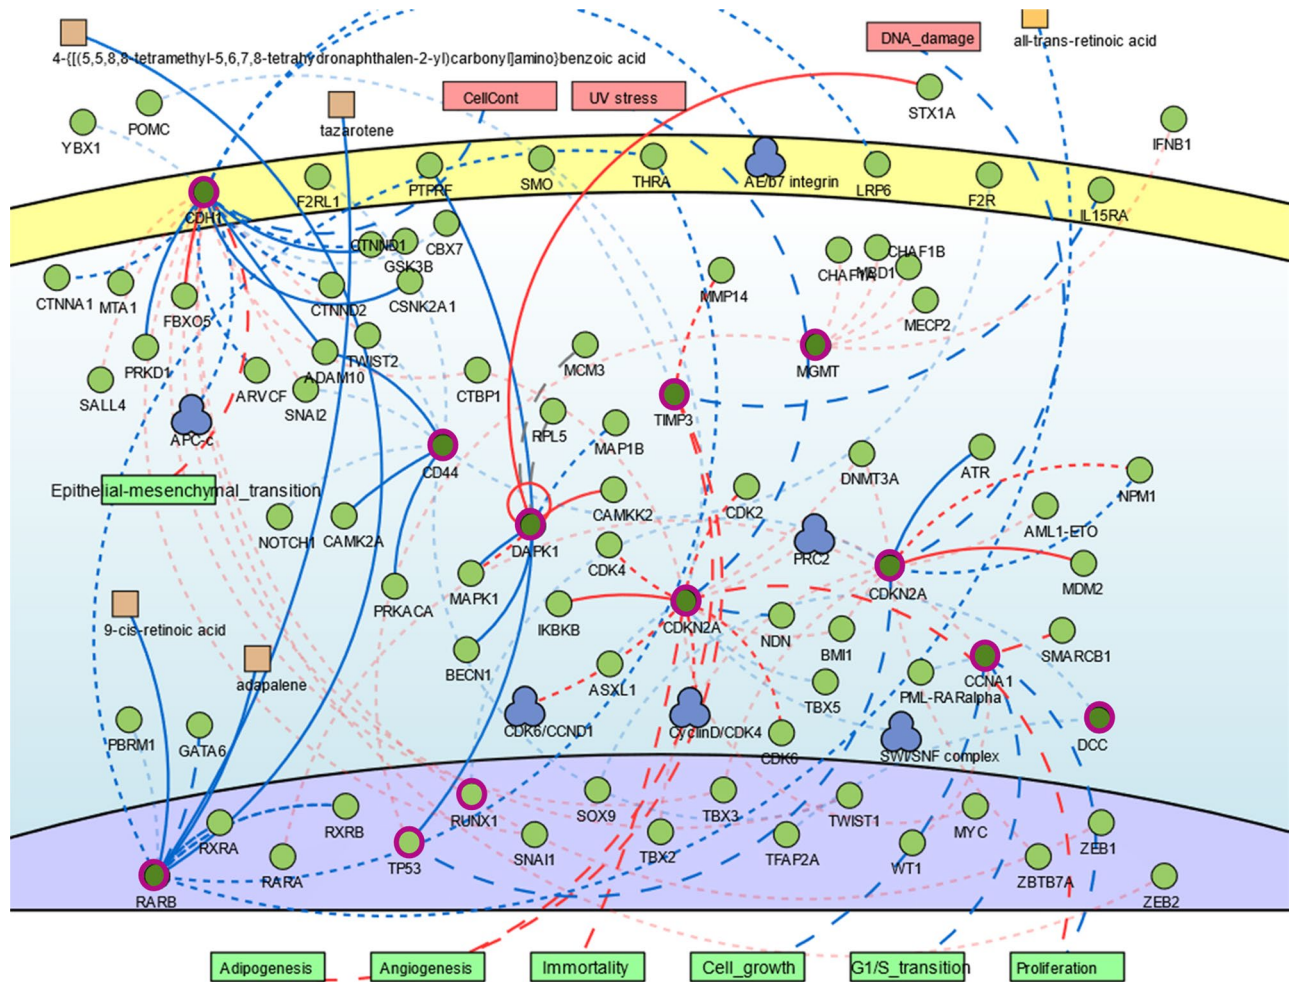 4-{[(5,5,8,8-tetramethyl-5,6,7,8-tetrahydronaphthalen-2-yl)carbonyl]amino}benzoic acid
DNA_damage
all-trans-retinoic acid
CellCont
UV stress
STX1A
POMC
tazarotene
YBX1
IFNB1
F2RL1
PTPRF
SMO
THRA
AE/b7 integrin
LRP6
F2R
IL15RA
CDH1
CTNND1
CBX7
GSK3B
CHAF1A
MBD1
CHAF1B
CTNNA1
MTA1
FBXO5
CTNND2
CSNK2A1
MMP14
MECP2
PRKD1
TWIST2
MCM3
MGMT
SALL4
ARVCF
ADAM10
SNAI2
CTBP1
TIMP3
APC-c
RPL5
MAP1B
CD44
DNMT3A
ATR
NPM1
Epithelial-mesenchymal_transition
NOTCH1
CAMK2A
CAMKK2
CDK2
AML1-ETO
DAPK1
CDK4
PRC2
MAPK1
PRKACA
CDKN2A
MDM2
9-cis-retinoic acid
IKBKB
CDKN2A
NDN
BMI1
SMARCB1
adapalene
BECN1
ASXL1
TBX5
PML-RARalpha
CCNA1
PBRM1
GATA6
CDK6/CCND1
CyclinD/CDK4
CDK6
SWI/SNF complex
DCC
RXRA
RXRB
RUNX1
SOX9
TBX3
TWIST1
MYC
ZEB1
RARB
RARA
TP53
SNAI1
TBX2
TFAP2A
WT1
ZBTB7A
ZEB2
Adipogenesis
Angiogenesis
Immortality
Cell_growth
G1/S_transition
Proliferation